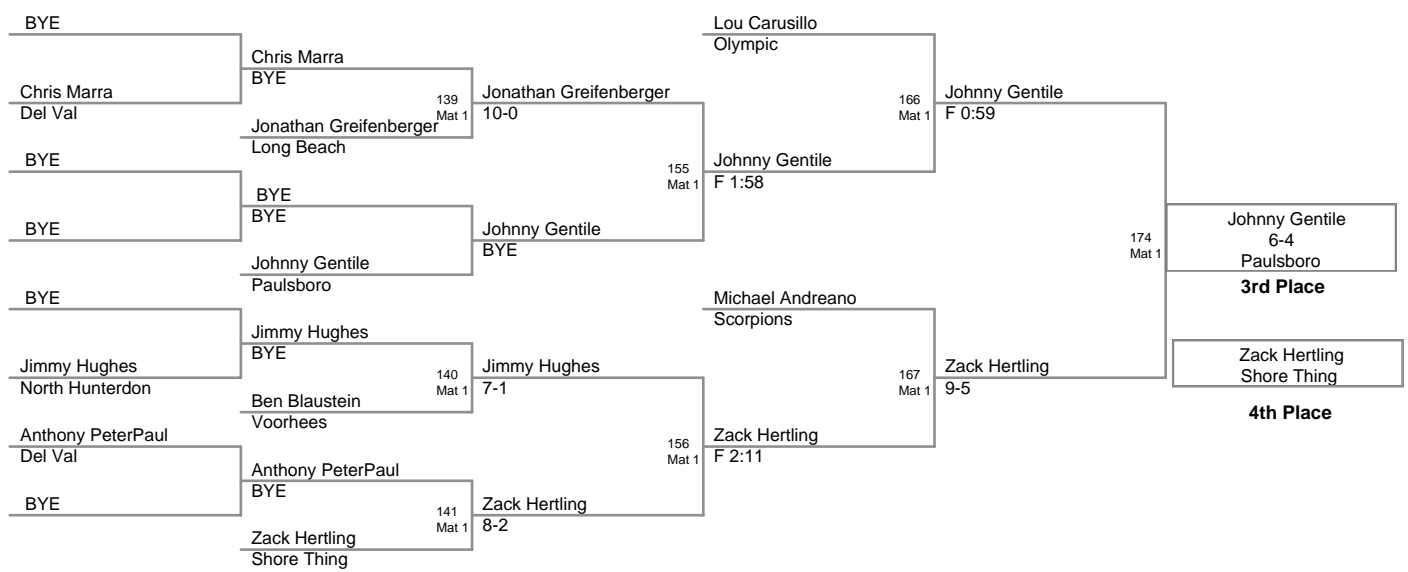 BYE
Chris Marra
Del Val
BYE
BYE
BYE
Jimmy Hughes
North Hunterdon
Anthony PeterPaul
Del Val
BYE
Chris Marra
BYE
Jonathan Greifenberger
Long Beach
BYE
BYE
Johnny Gentile
Paulsboro
Jimmy Hughes
BYE
Ben Blaustein
Voorhees
Anthony PeterPaul
BYE
Zack Hertling
Shore Thing
139
Mat 1
140
Mat 1
141
Mat 1
Jonathan Greifenberger
10-0
Johnny Gentile
BYE
Jimmy Hughes
7-1
Zack Hertling
8-2
155
Mat 1
156
Mat 1
Lou Carusillo
Olympic
Johnny Gentile
F 1:58
Michael Andreano
Scorpions
Zack Hertling
F 2:11
166
Mat 1
167
Mat 1
Johnny Gentile
F 0:59
Zack Hertling
9-5
174
Mat 1
Johnny Gentile
6-4
Paulsboro
3rd Place
Zack Hertling
Shore Thing
4th Place